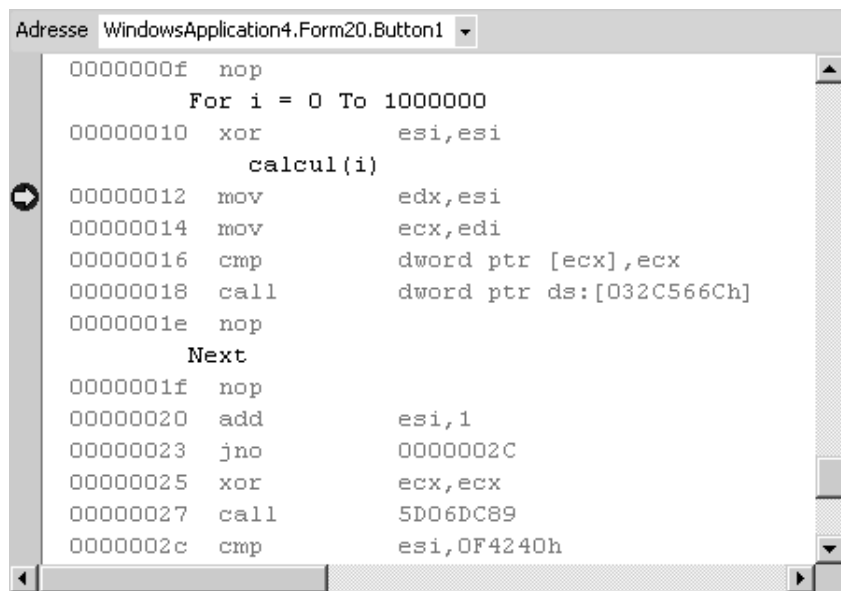 Adresse WindowsApplication4.Form20.Button1
0000000f nop
For i = 0 To 1000000
00000010 xor esi,esi
calcul(i)
00000012 mov edx,esi
00000014 mov ecx,edi
00000016 cmp dword ptr [ecx],ecx
00000018 call dword ptr ds:[032C566Ch]
0000001e nop
Next
0000001f nop
00000020 add esi,1
00000023 jno 0000002C
00000025 xor ecx,ecx
00000027 call 5D06DC89
0000002c cmp esi,0F4240h